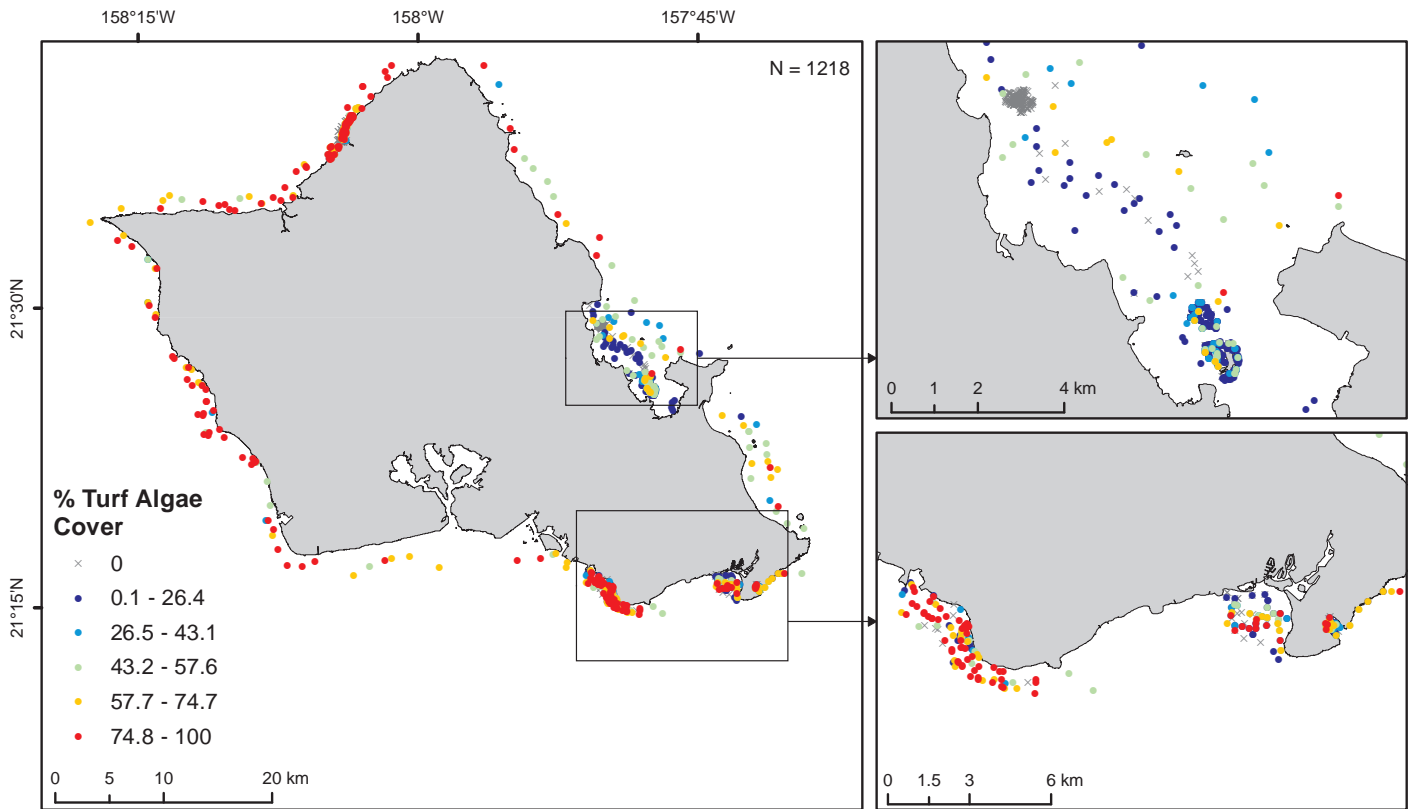 158°15'W
158°W
157°45'W
21°30'N
21°15'N
N = 1218
% Turf Algae
Cover
0
0.1 - 26.4
26.5 - 43.1
43.2 - 57.6
57.7 - 74.7
74.8 - 100
0 5 10 20 km
0 1 2 4 km
0 1.5 3 6 km